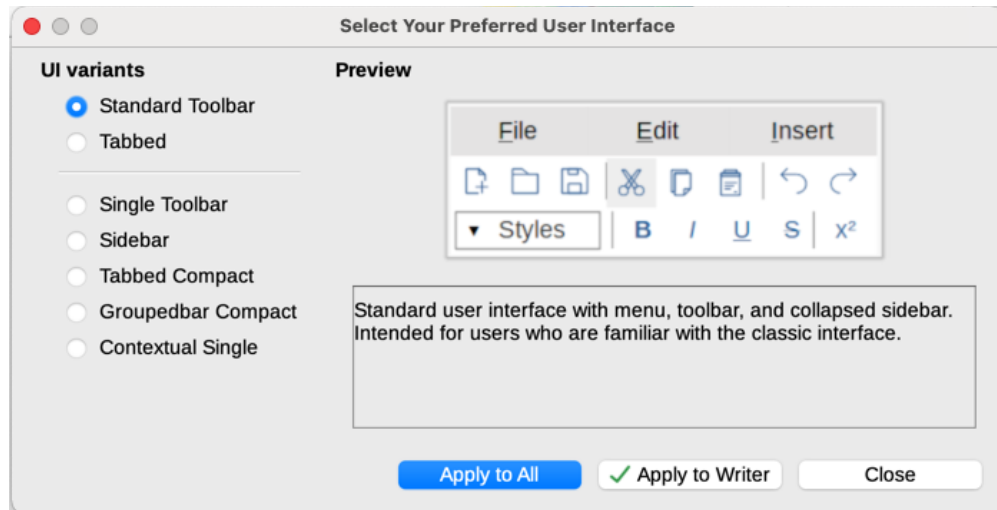 Select Your Preferred User Interface
UI variants
Standard Toolbar
Tabbed
Single Toolbar
Sidebar
Tabbed Compact
Groupedbar Compact
Contextual Single
Preview
File Edit Insert
Styles B I U S x²
Standard user interface with menu, toolbar, and collapsed sidebar.
Intended for users who are familiar with the classic interface.
Apply to All Apply to Writer Close